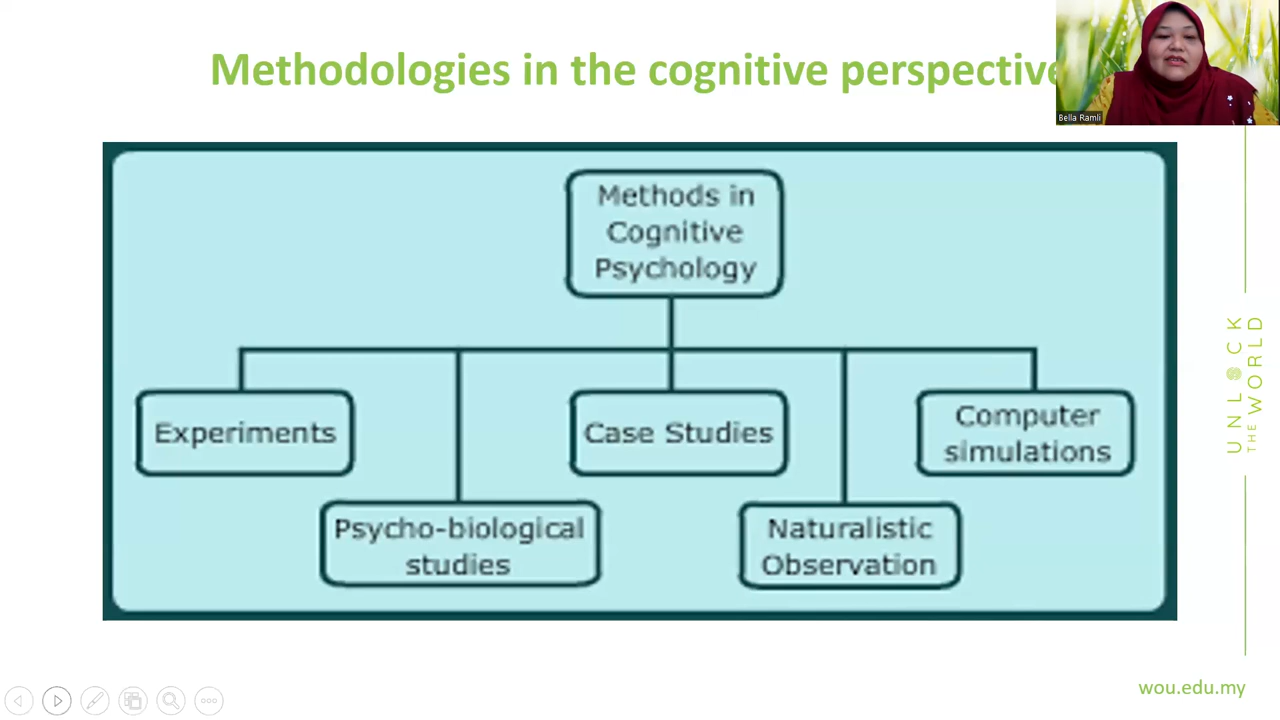 Methodologies in the cognitive perspective
Bella Ramli
Methods in
Cognitive
Psychology
Experiments
Case Studies
Computer
simulations
Psycho-biological
studies
Naturalistic
Observation
UNLOCK
THE WORLD
wou.edu.my